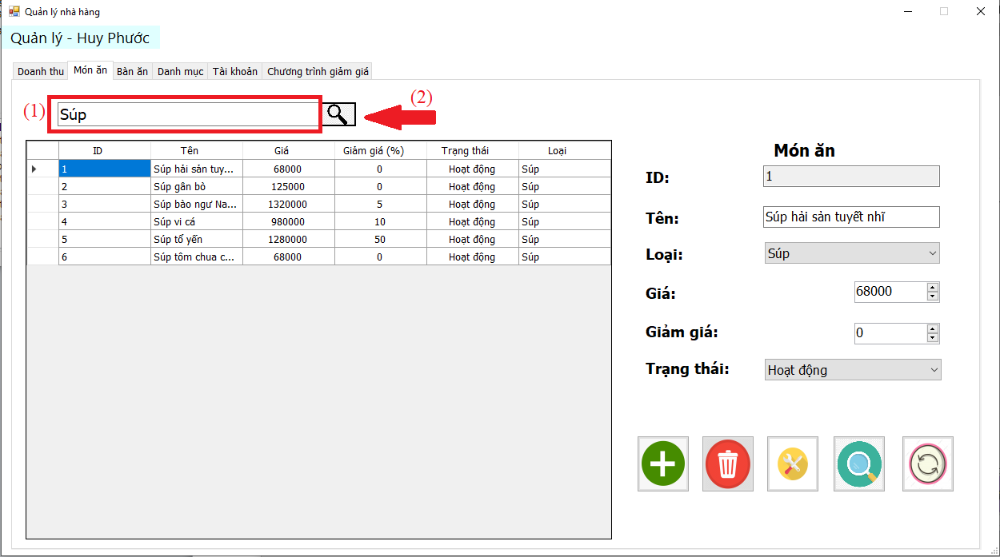 Quản lý nhà hàng
Quản lý - Huy Phước
Doanh thu Món ăn Bàn ăn Danh mục Tài khoản Chương trình giảm giá
(1) Súp (2)
ID Tên Giá Giảm giá (%) Trạng thái Loại
1 Súp hải sản tuy... 68000 0 Hoạt động Súp
2 Súp gân bò 125000 0 Hoạt động Súp
3 Súp bào ngư Na... 1320000 5 Hoạt động Súp
4 Súp vi cá 980000 10 Hoạt động Súp
5 Súp tổ yến 1280000 50 Hoạt động Súp
6 Súp tôm chua c... 68000 0 Hoạt động Súp
Món ăn
ID: 1
Tên: Súp hải sản tuyết nhĩ
Loại: Súp
Giá: 68000
Giảm giá: 0
Trạng thái: Hoạt động